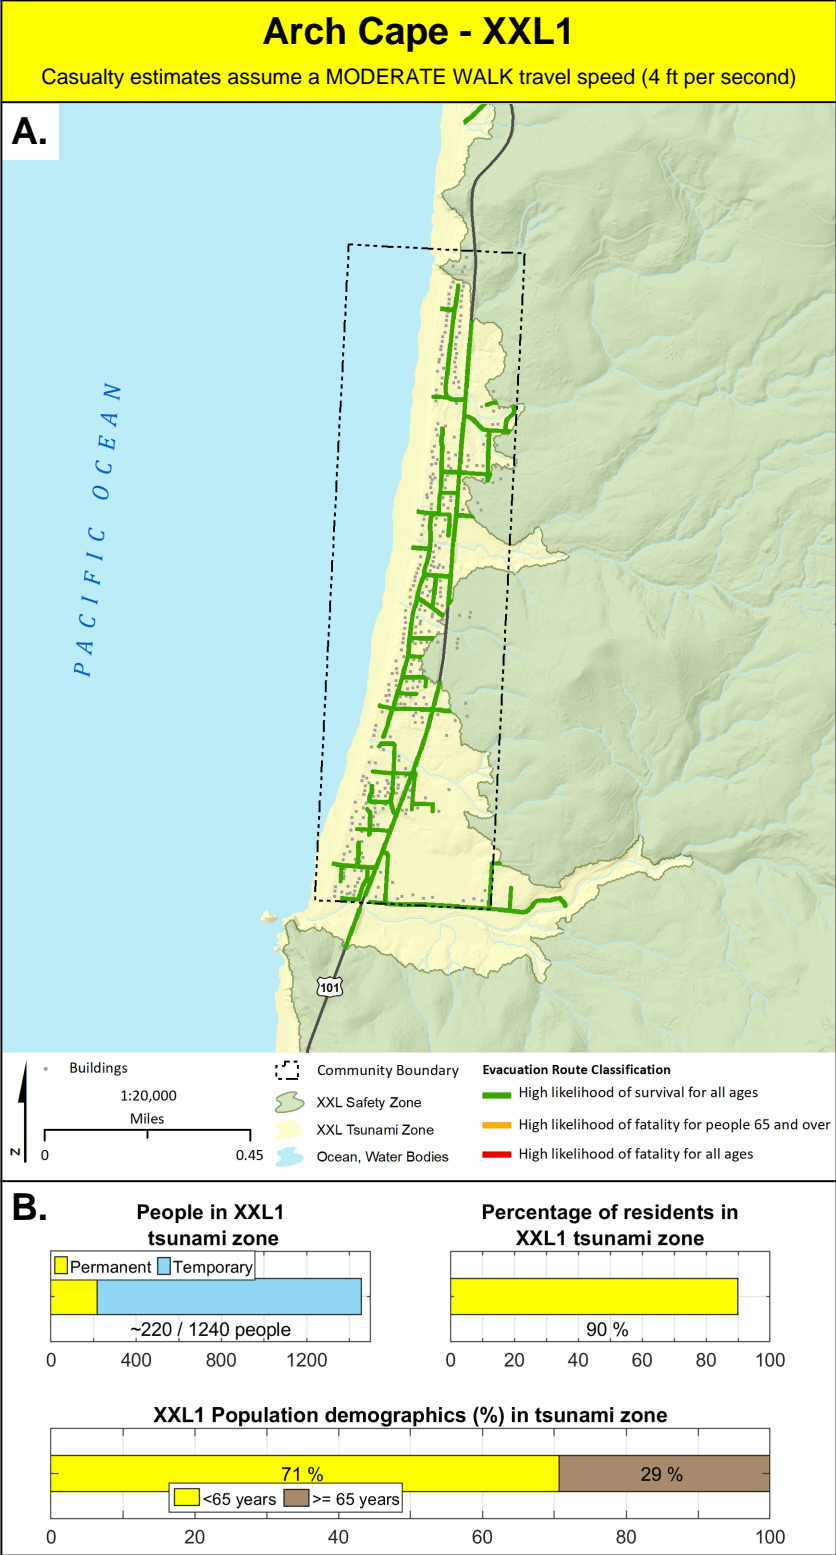 Arch Cape - XXL1
Casualty estimates assume a MODERATE WALK travel speed (4 ft per second)
A.
PACIFIC OCEAN
101
N
Buildings
1:20,000
Miles
0 0.45
Community Boundary
XXL Safety Zone
XXL Tsunami Zone
Ocean, Water Bodies
Evacuation Route Classification
High likelihood of survival for all ages
High likelihood of fatality for people 65 and over
High likelihood of fatality for all ages
B.
People in XXL1
tsunami zone
Permanent Temporary
~220 / 1240 people
0 400 800 1200
Percentage of residents in
XXL1 tsunami zone
90 %
0 20 40 60 80 100
XXL1 Population demographics (%) in tsunami zone
71 % 29 %
<65 years >= 65 years
0 20 40 60 80 100